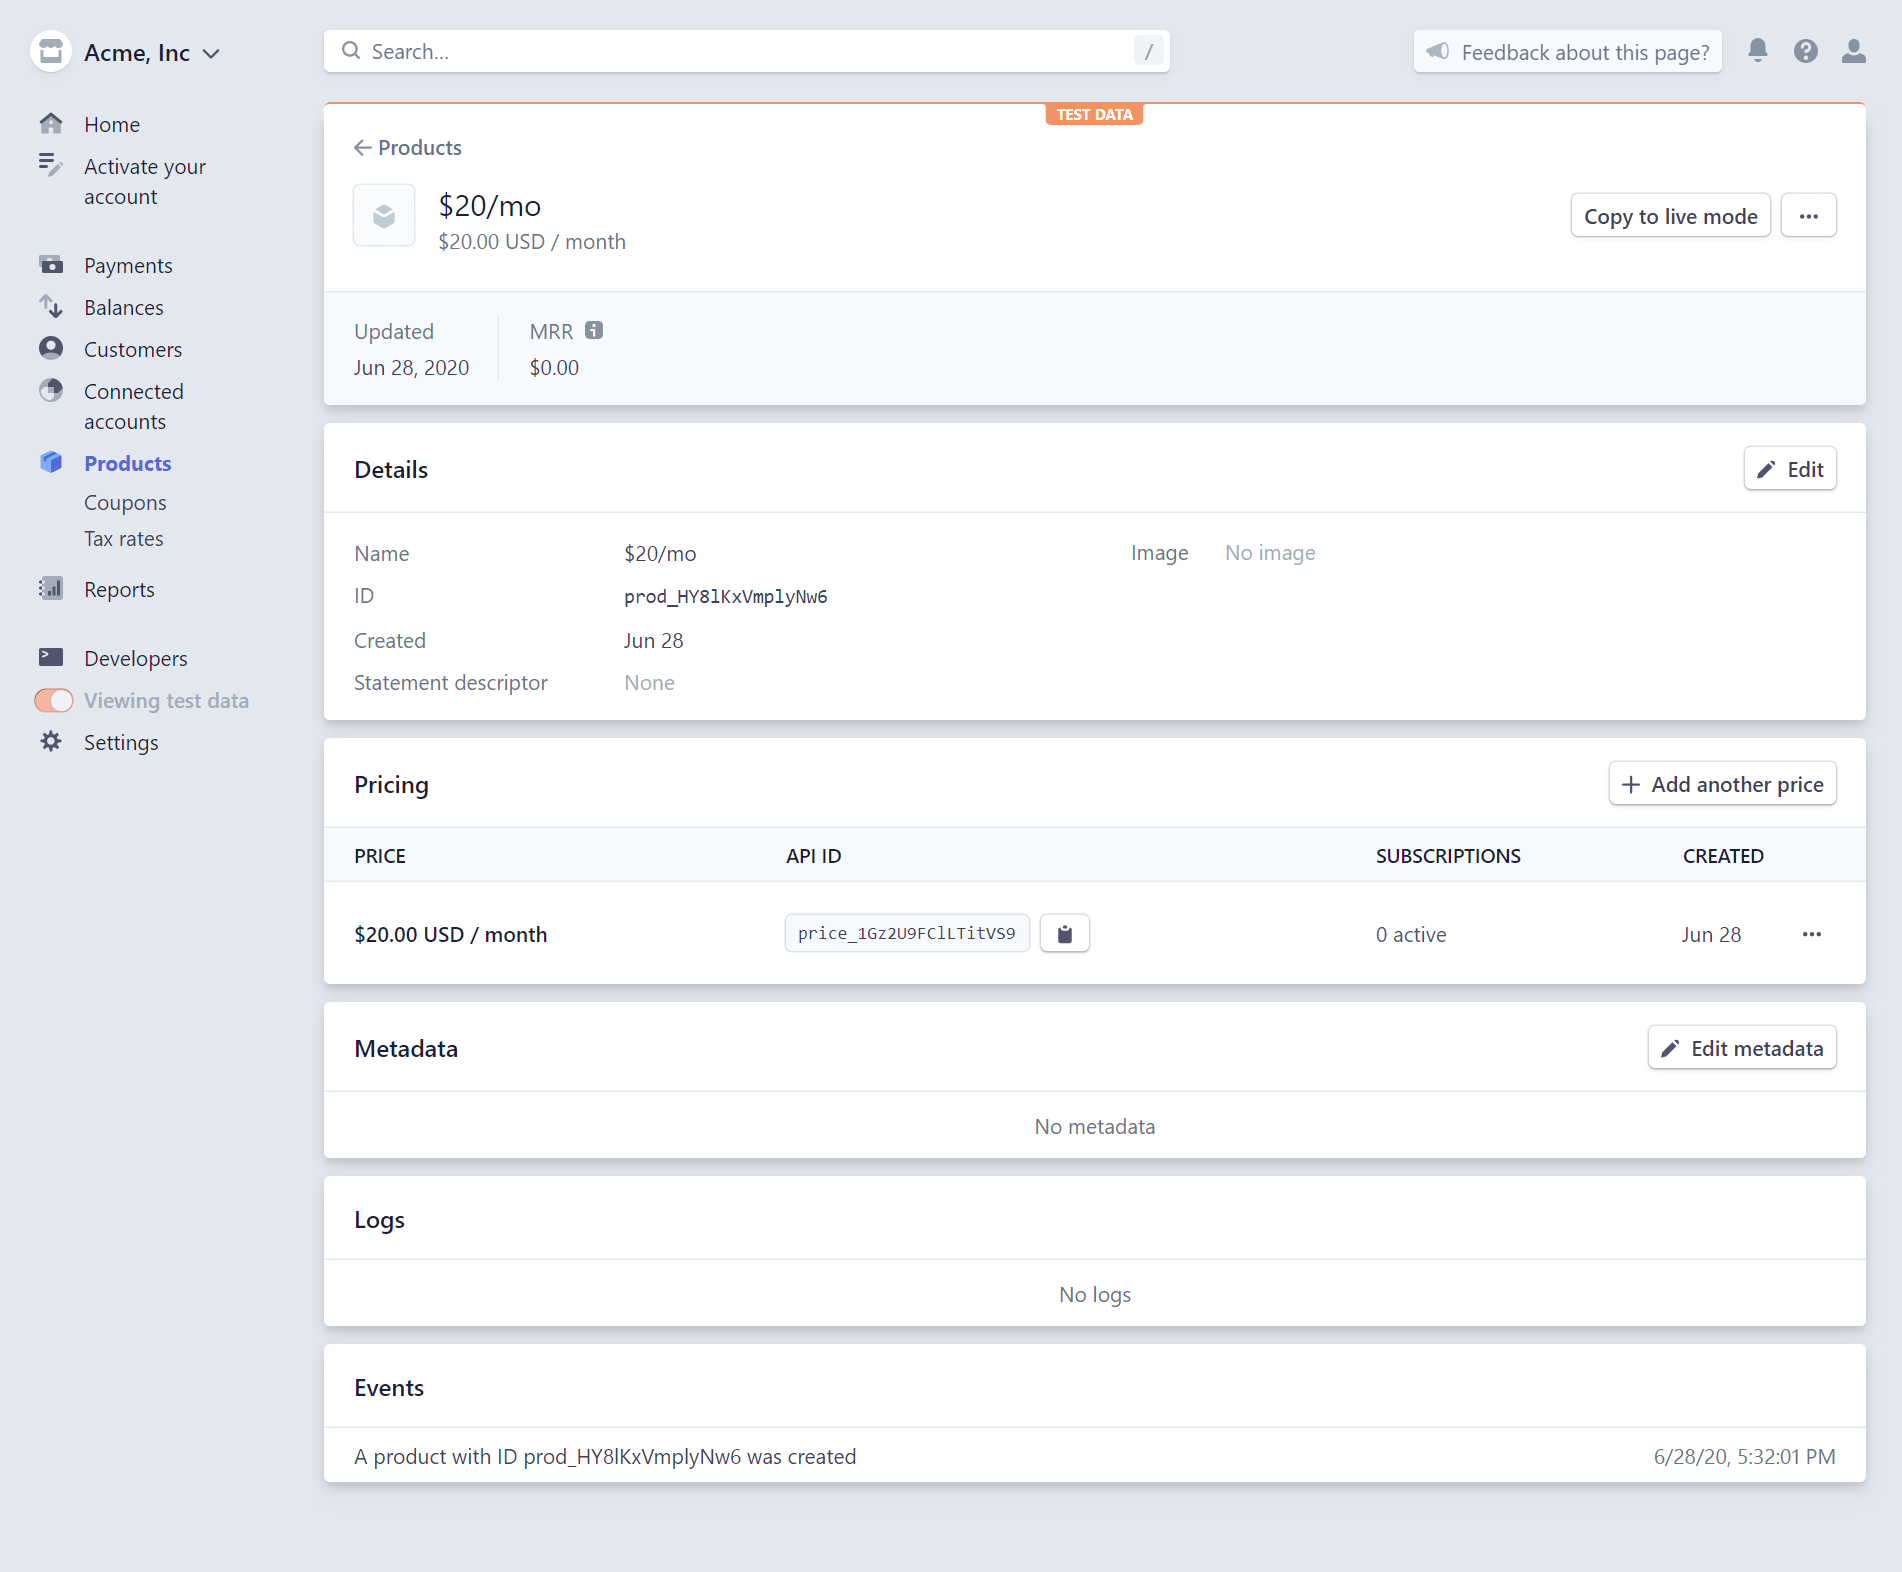 Acme, Inc
Search...
/
Feedback about this page?
Home
Activate your
account
Payments
Balances
Customers
Connected
accounts
Products
Coupons
Tax rates
Reports
Developers
Viewing test data
Settings
TEST DATA
Products
$20/mo
$20.00 USD / month
Copy to live mode
Updated
Jun 28, 2020
MRR
$0.00
Details
Edit
Name
$20/mo
ID
prod_HY8lKxVmplyNw6
Created
Jun 28
Statement descriptor
None
Image
No image
Pricing
Add another price
PRICE API ID SUBSCRIPTIONS CREATED
$20.00 USD / month price_1Gz2U9FClLTitVS9 0 active Jun 28
Metadata
Edit metadata
No metadata
Logs
No logs
Events
A product with ID prod_HY8lKxVmplyNw6 was created 6/28/20, 5:32:01 PM